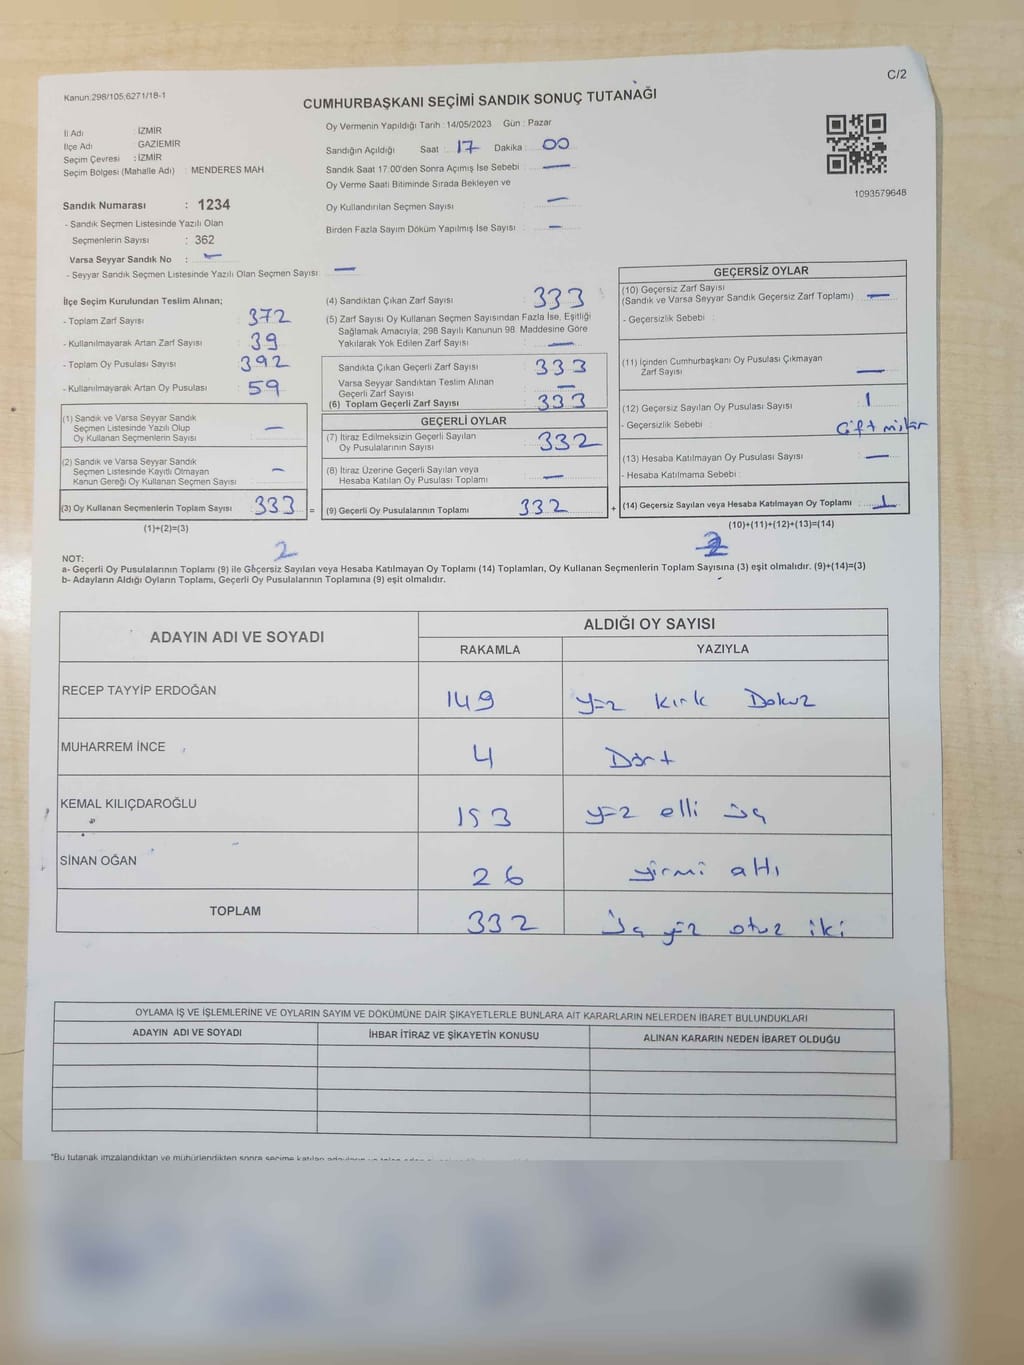 C/2
Kanun:298/105;6271/18-1
CUMHURBAŞKANI SEÇİMİ SANDIK SONUÇ TUTANAĞI
İl Adı : İZMİR
İlçe Adı : GAZİEMİR
Seçim Çevresi : İZMİR
Seçim Bölgesi (Mahalle Adı) : MENDERES MAH
Sandık Numarası : 1234
- Sandık Seçmen Listesinde Yazılı Olan
Seçmenlerin Sayısı : 362
Varsa Seyyar Sandık No : —
- Seyyar Sandık Seçmen Listesinde Yazılı Olan Seçmen Sayısı : —
Oy Vermenin Yapıldığı Tarih : 14/05/2023 Gün : Pazar
Sandığın Açıldığı Saat : 17 Dakika : 00
Sandık Saat 17:00'den Sonra Açımış İse Sebebi : —
Oy Verme Saati Bitiminde Sırada Bekleyen ve
Oy Kullandırılan Seçmen Sayısı : —
Birden Fazla Sayım Döküm Yapılmış İse Sayısı : —
1093579648
İlçe Seçim Kurulundan Teslim Alınan;
- Toplam Zarf Sayısı : 372
- Kullanılmayarak Artan Zarf Sayısı : 39
- Toplam Oy Pusulası Sayısı : 392
- Kullanılmayarak Artan Oy Pusulası : 59
(1) Sandık ve Varsa Seyyar Sandık
Seçmen Listesinde Yazılı Olup
Oy Kullanan Seçmenlerin Sayısı : —
(2) Sandık ve Varsa Seyyar Sandık
Seçmen Listesinde Kayıtlı Olmayan
Kanun Gereği Oy Kullanan Seçmen Sayısı : —
(3) Oy Kullanan Seçmenlerin Toplam Sayısı : 333 =
(1)+(2)=(3)
(4) Sandıktan Çıkan Zarf Sayısı : 333
(5) Zarf Sayısı Oy Kullanan Seçmen Sayısından Fazla İse, Eşitliği
Sağlamak Amacıyla; 298 Sayılı Kanunun 98. Maddesine Göre
Yakılarak Yok Edilen Zarf Sayısı : —
Sandıkta Çıkan Geçerli Zarf Sayısı : 333
Varsa Seyyar Sandıktan Teslim Alınan
Geçerli Zarf Sayısı : —
(6) Toplam Geçerli Zarf Sayısı : 333
GEÇERLİ OYLAR
(7) İtiraz Edilmeksizin Geçerli Sayılan
Oy Pusulalarının Sayısı : 332
(8) İtiraz Üzerine Geçerli Sayılan veya
Hesaba Katılan Oy Pusulası Toplamı : —
(9) Geçerli Oy Pusulalarının Toplamı : 332 +
GEÇERSİZ OYLAR
(10) Geçersiz Zarf Sayısı
(Sandık ve Varsa Seyyar Sandık Geçersiz Zarf Toplamı) : —
- Geçersizlik Sebebi :
(11) İçinden Cumhurbaşkanı Oy Pusulası Çıkmayan
Zarf Sayısı : —
(12) Geçersiz Sayılan Oy Pusulası Sayısı : 1
- Geçersizlik Sebebi : Çift mühür
(13) Hesaba Katılmayan Oy Pusulası Sayısı : —
- Hesaba Katılmama Sebebi :
(14) Geçersiz Sayılan veya Hesaba Katılmayan Oy Toplamı : 1
(10)+(11)+(12)+(13)=(14)
2
2
NOT:
a- Geçerli Oy Pusulalarının Toplamı (9) ile Geçersiz Sayılan veya Hesaba Katılmayan Oy Toplamı (14) Toplamları, Oy Kullanan Seçmenlerin Toplam Sayısına (3) eşit olmalıdır. (9)+(14)=(3)
b- Adayların Aldığı Oyların Toplamı, Geçerli Oy Pusulalarının Toplamına (9) eşit olmalıdır.
ADAYIN ADI VE SOYADI ALDIĞI OY SAYISI
RAKAMLA YAZIYLA
RECEP TAYYİP ERDOĞAN 149 yüz kırk Dokuz
MUHARREM İNCE 4 Dört
KEMAL KILIÇDAROĞLU 153 yüz elli üç
SİNAN OĞAN 26 yirmi altı
TOPLAM 332 üç yüz otuz iki
OYLAMA İŞ VE İŞLEMLERİNE VE OYLARIN SAYIM VE DÖKÜMÜNE DAİR ŞİKAYETLERLE BUNLARA AİT KARARLARIN NELERDEN İBARET BULUNDUKLARI
ADAYIN ADI VE SOYADI İHBAR İTİRAZ VE ŞİKAYETİN KONUSU ALINAN KARARIN NEDEN İBARET OLDUĞU
*Bu tutanak imzalandıktan ve mühürlendikten sonra seçime katılan